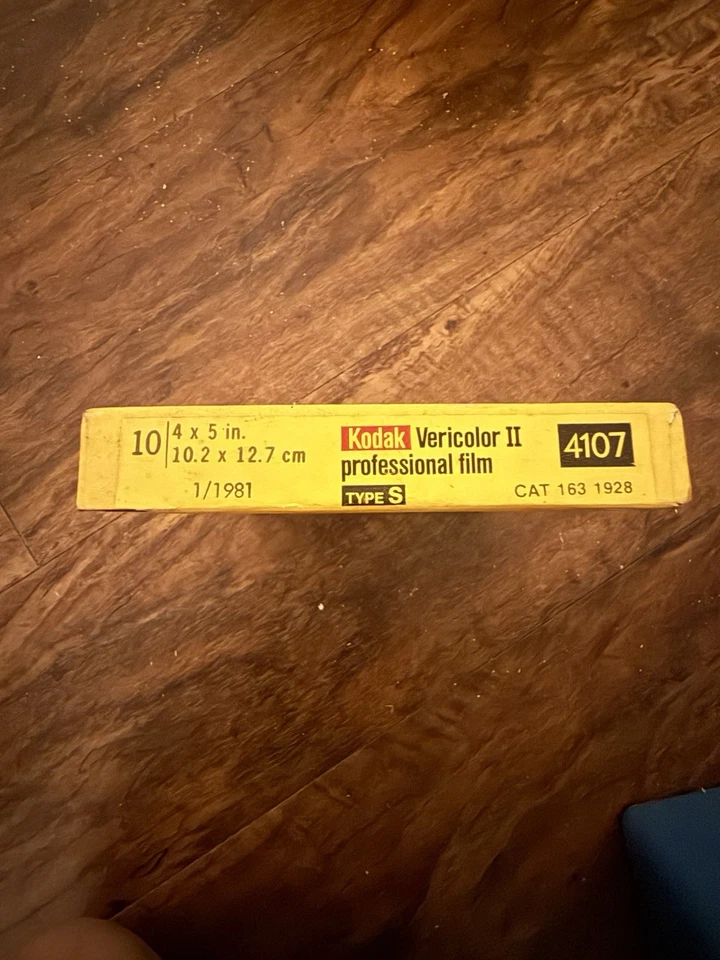 10 4 x 5 in.
10.2 x 12.7 cm
1/1981
Kodak Vericolor II
professional film
TYPE S
4107
CAT 163 1928